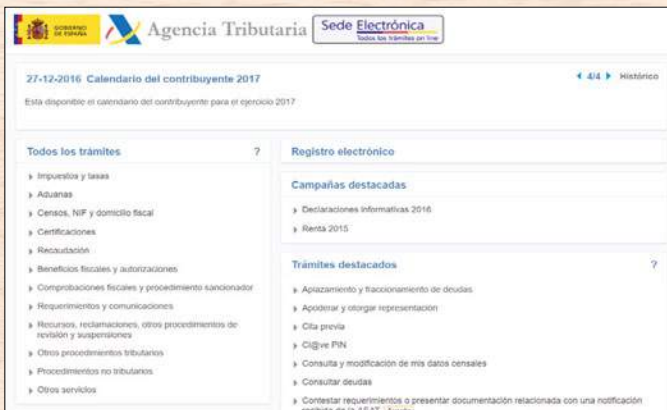 GOBIERNO
DE ESPAÑA
Agencia Tributaria
Sede Electrónica
Todos los trámites on line
27-12-2016 Calendario del contribuyente 2017
4/4
Histórico
Esta disponible el calendario del contribuyente para el ejercicio 2017
Todos los trámites ?
Impuestos y tasas
Aduanas
Censos, NIF y domicilio fiscal
Certificaciones
Recaudación
Beneficios fiscales y autorizaciones
Comprobaciones fiscales y procedimiento sancionador
Requerimientos y comunicaciones
Recursos, reclamaciones, otros procedimientos de
revisión y suspensiones
Otros procedimientos tributarios
Procedimientos no tributarios
Otros servicios
Registro electrónico
Campañas destacadas
Declaraciones informativas 2016
Renta 2015
Trámites destacados ?
Aplazamiento y fraccionamiento de deudas
Apoderar y otorgar representación
Cita previa
Cl@ve PIN
Consulta y modificación de mis datos censales
Consultar deudas
Contestar requerimientos o presentar documentación relacionada con una notificación
recibida de la AEAT